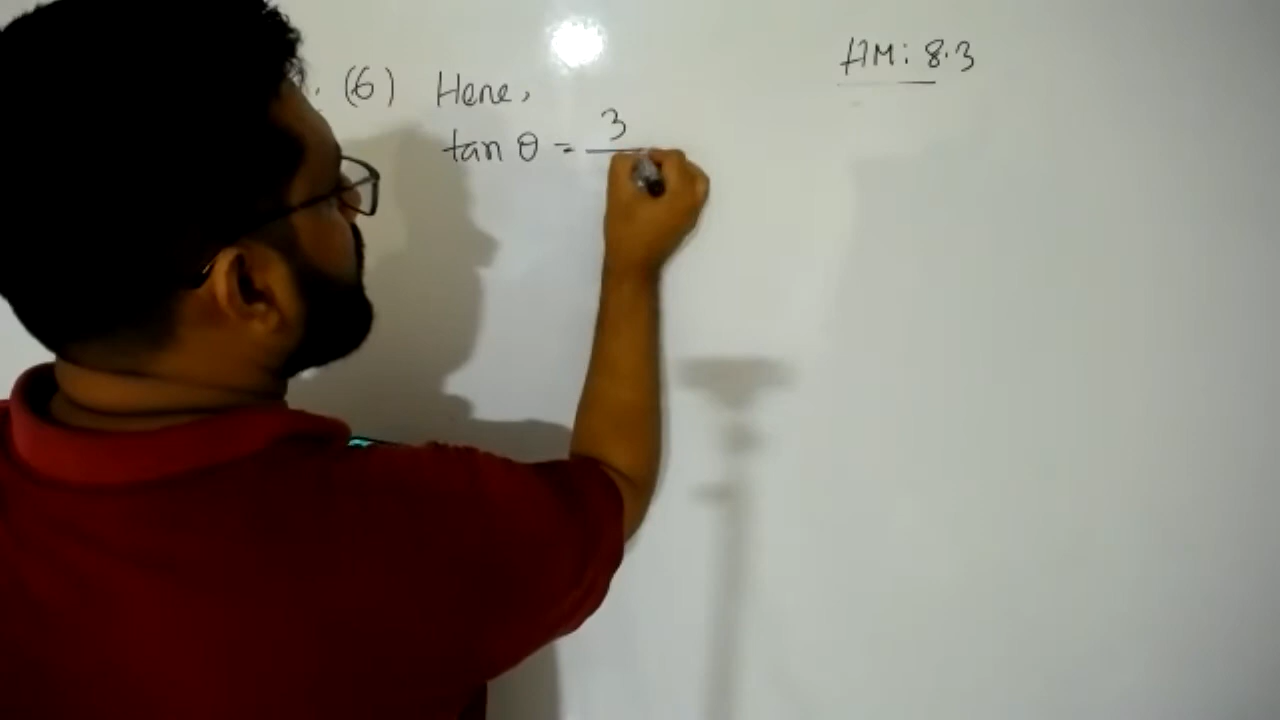 HM: 8.3
(6) Here,
tan θ = 3